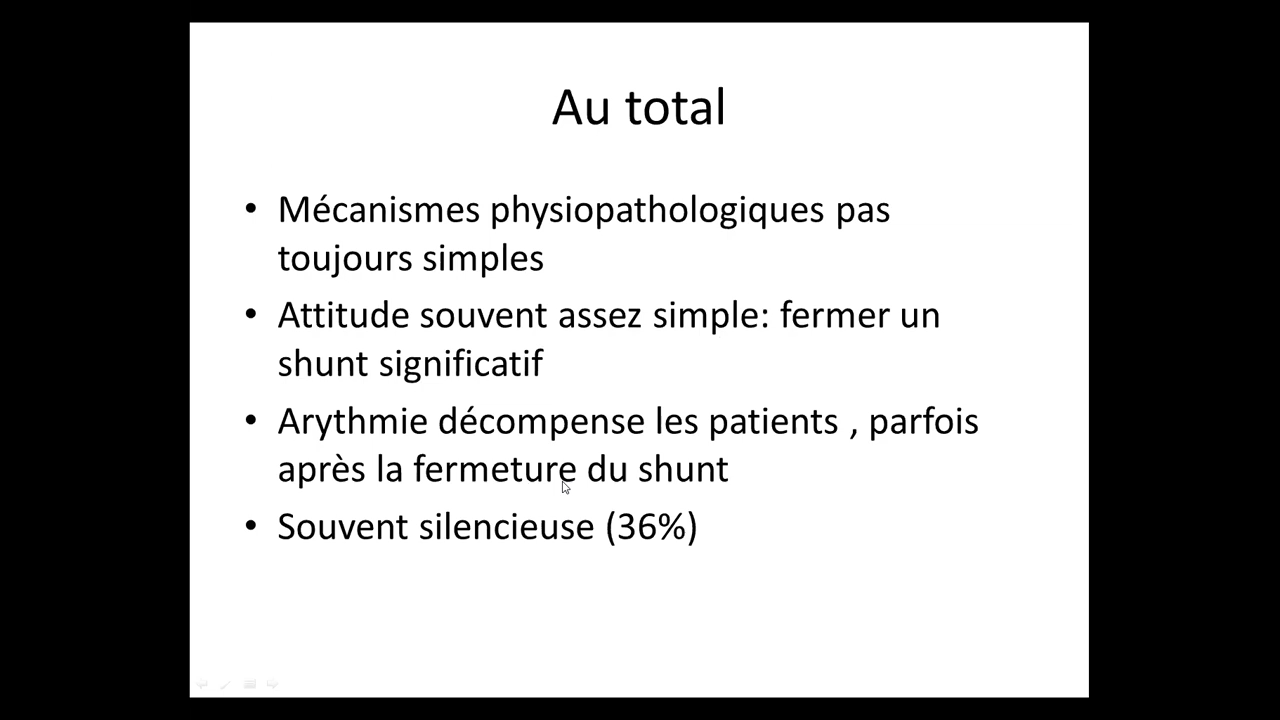 Au total
• Mécanismes physiopathologiques pas
toujours simples
• Attitude souvent assez simple: fermer un
shunt significatif
• Arythmie décompense les patients , parfois
après la fermeture du shunt
• Souvent silencieuse (36%)